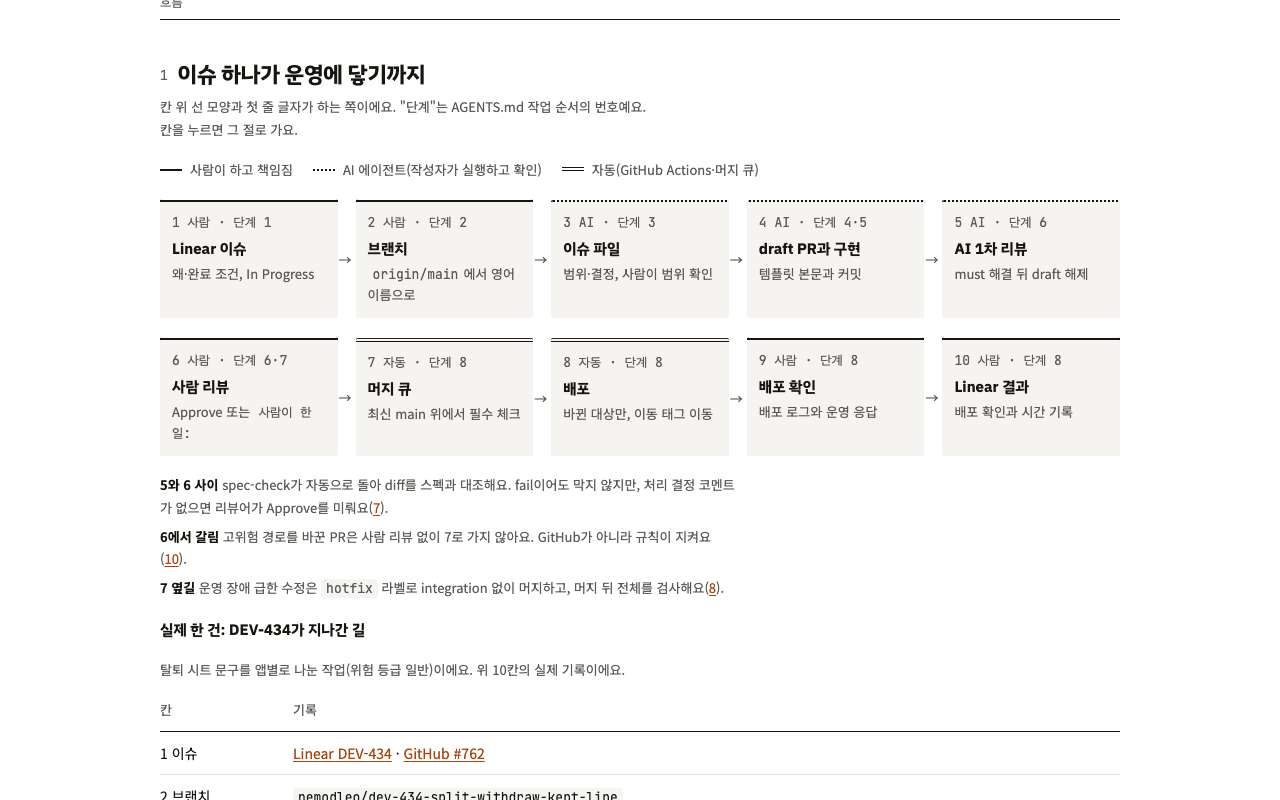 흐름
1 이슈 하나가 운영에 닿기까지
칸 위 선 모양과 첫 줄 글자가 하는 쪽이에요. "단계"는 AGENTS.md 작업 순서의 번호예요.
칸을 누르면 그 절로 가요.
사람이 하고 책임짐 AI 에이전트(작성자가 실행하고 확인) 자동(GitHub Actions·머지 큐)
1 사람 · 단계 1
Linear 이슈
왜·완료 조건, In Progress
→
2 사람 · 단계 2
브랜치
origin/main 에서 영어
이름으로
→
3 AI · 단계 3
이슈 파일
범위·결정, 사람이 범위 확인
→
4 AI · 단계 4·5
draft PR과 구현
템플릿 본문과 커밋
→
5 AI · 단계 6
AI 1차 리뷰
must 해결 뒤 draft 해제
6 사람 · 단계 6·7
사람 리뷰
Approve 또는 사람이 한
일:
→
7 자동 · 단계 8
머지 큐
최신 main 위에서 필수 체크
→
8 자동 · 단계 8
배포
바뀐 대상만, 이동 태그 이동
→
9 사람 · 단계 8
배포 확인
배포 로그와 운영 응답
→
10 사람 · 단계 8
Linear 결과
배포 확인과 시간 기록
5와 6 사이 spec-check가 자동으로 돌아 diff를 스펙과 대조해요. fail이어도 막지 않지만, 처리 결정 코멘트
가 없으면 리뷰어가 Approve를 미뤄요(7).
6에서 갈림 고위험 경로를 바꾼 PR은 사람 리뷰 없이 7로 가지 않아요. GitHub가 아니라 규칙이 지켜요
(10).
7 옆길 운영 장애 급한 수정은 hotfix 라벨로 integration 없이 머지하고, 머지 뒤 전체를 검사해요(8).
실제 한 건: DEV-434가 지나간 길
탈퇴 시트 문구를 앱별로 나눈 작업(위험 등급 일반)이에요. 위 10칸의 실제 기록이에요.
칸 기록
1 이슈 Linear DEV-434 · GitHub #762
2 브랜치 nemodleo/dev-434-split-withdraw-kept-line